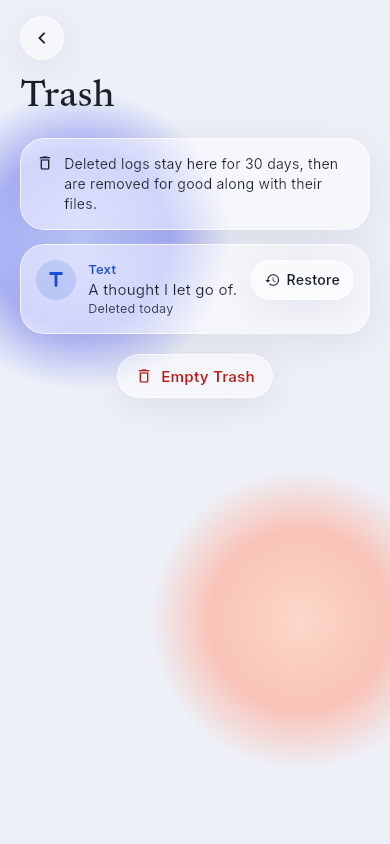 Trash
Deleted logs stay here for 30 days, then
are removed for good along with their
files.
T
Text
A thought I let go of.
Deleted today
Restore
Empty Trash